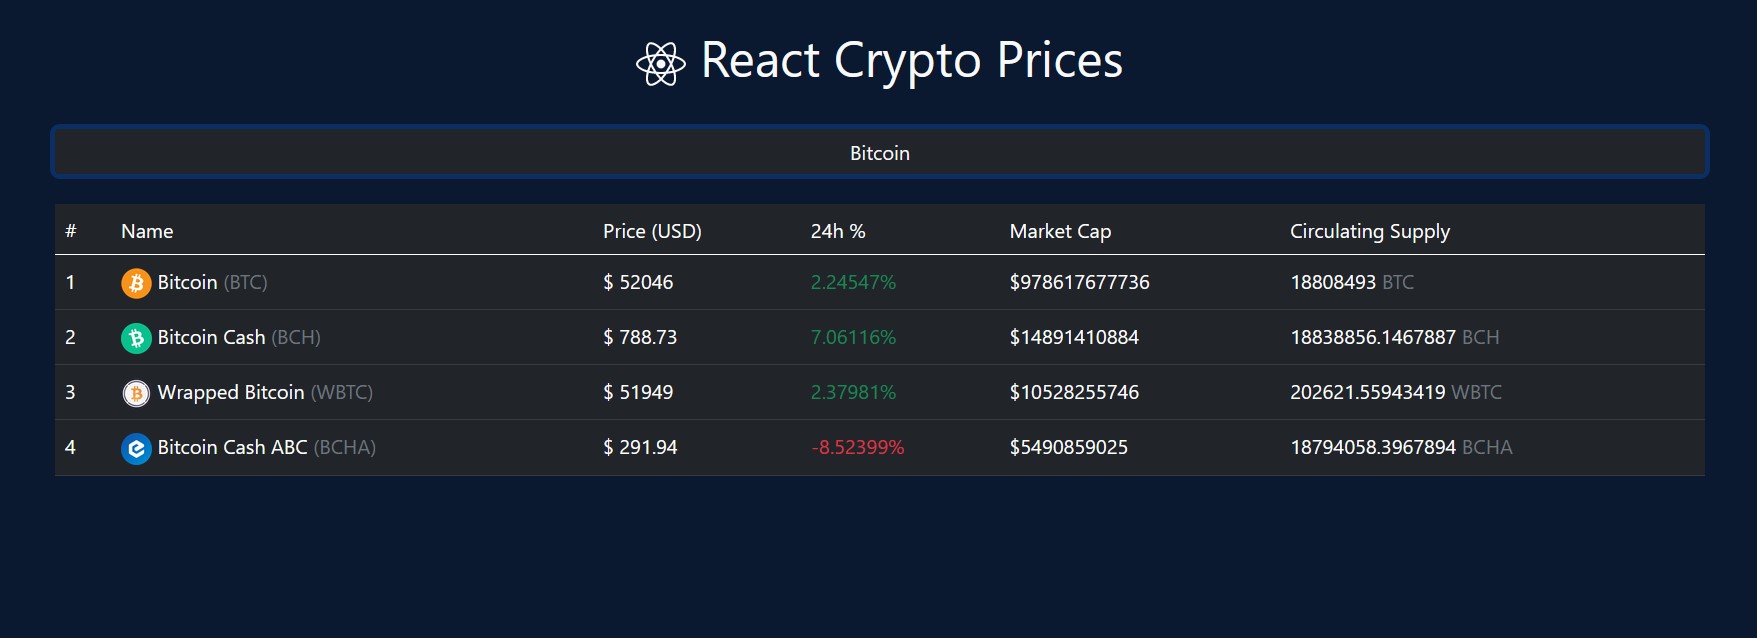 React Crypto Prices
Bitcoin
# Name Price (USD) 24h % Market Cap Circulating Supply
1 Bitcoin (BTC) $ 52046 2.24547% $978617677736 18808493 BTC
2 Bitcoin Cash (BCH) $ 788.73 7.06116% $14891410884 18838856.1467887 BCH
3 Wrapped Bitcoin (WBTC) $ 51949 2.37981% $10528255746 202621.55943419 WBTC
4 Bitcoin Cash ABC (BCHA) $ 291.94 -8.52399% $5490859025 18794058.3967894 BCHA